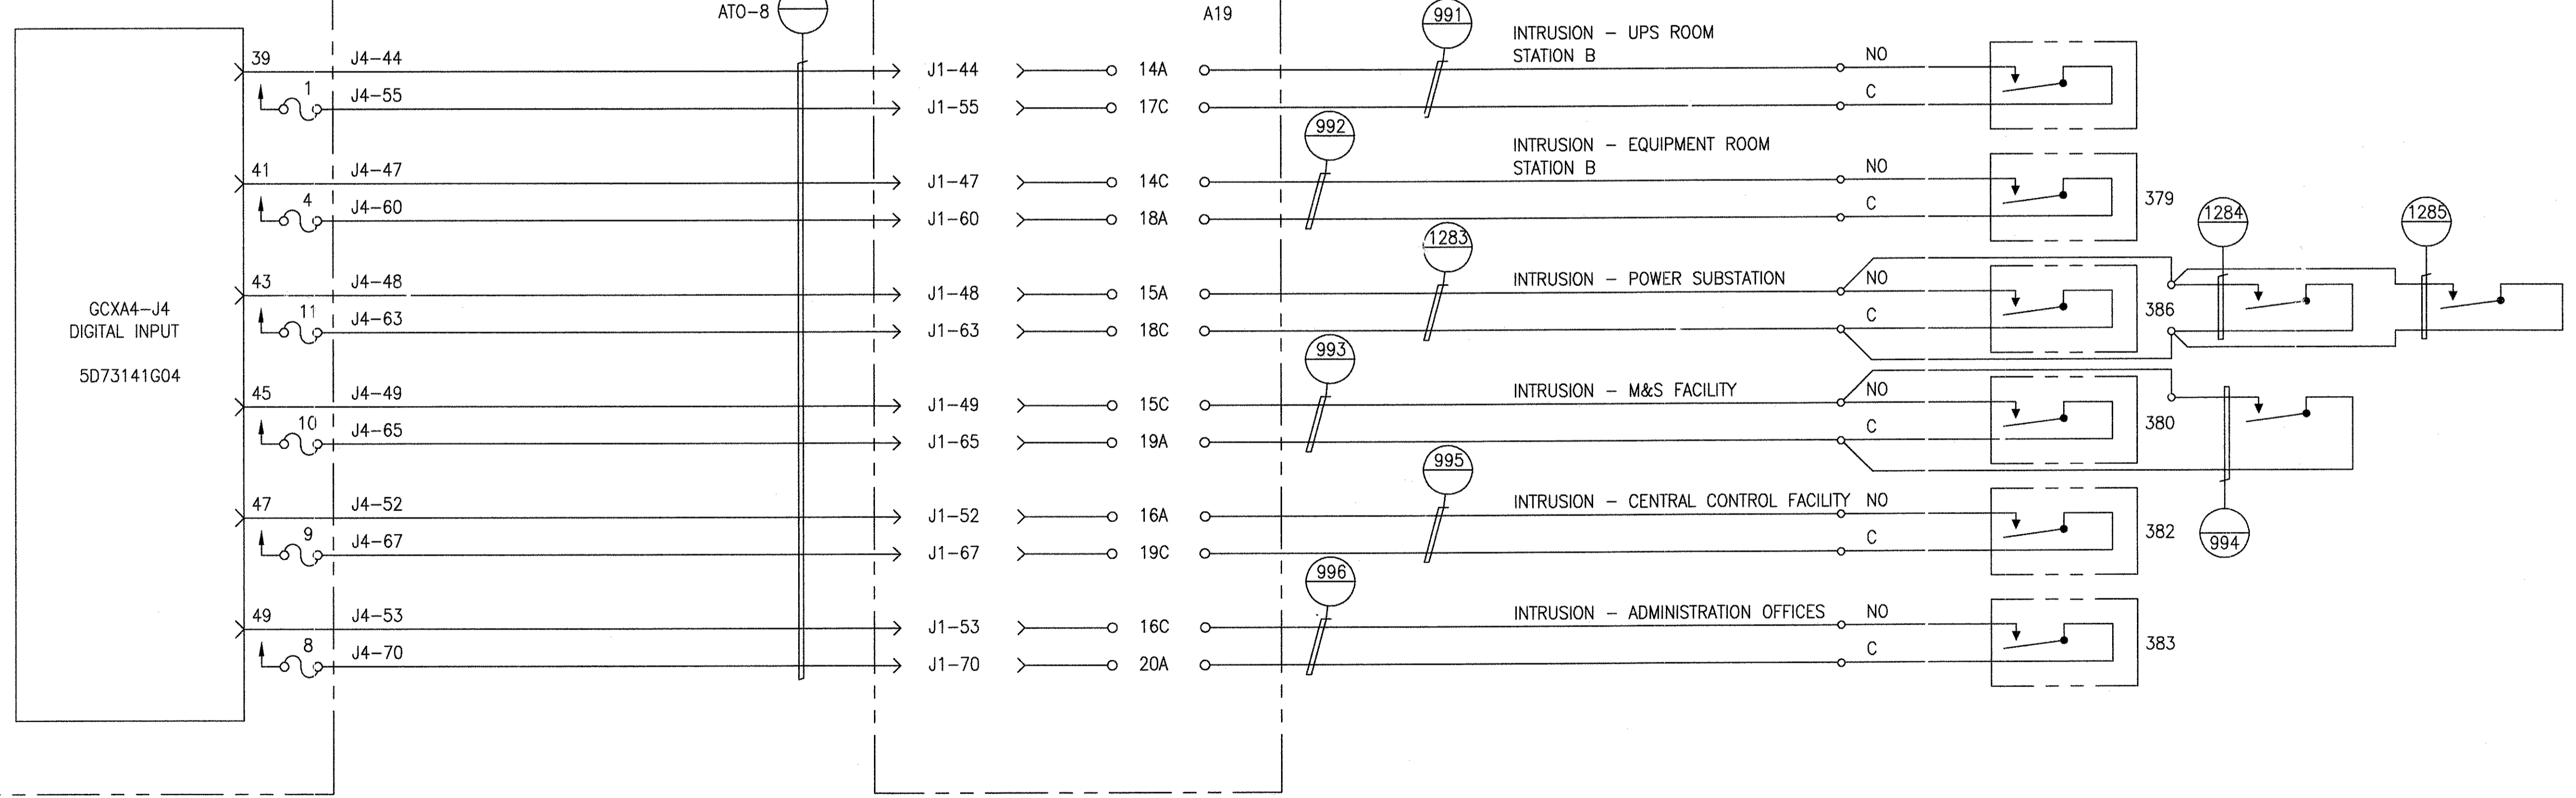 ATO-8
A19
991
INTRUSION - UPS ROOM
STATION B
39
J4-44
J1-44
14A
NO
1
J4-55
J1-55
17C
C
992
INTRUSION - EQUIPMENT ROOM
STATION B
41
J4-47
J1-47
14C
NO
4
J4-60
J1-60
18A
C
379
1284
1285
1283
43
J4-48
J1-48
15A
INTRUSION - POWER SUBSTATION
NO
11
J4-63
J1-63
18C
C
386
GCXA4-J4
DIGITAL INPUT
5D73141G04
993
45
J4-49
J1-49
15C
INTRUSION - M&S FACILITY
NO
10
J4-65
J1-65
19A
C
380
995
47
J4-52
J1-52
16A
INTRUSION - CENTRAL CONTROL FACILITY
NO
9
J4-67
J1-67
19C
C
382
994
996
49
J4-53
J1-53
16C
INTRUSION - ADMINISTRATION OFFICES
NO
8
J4-70
J1-70
20A
C
383